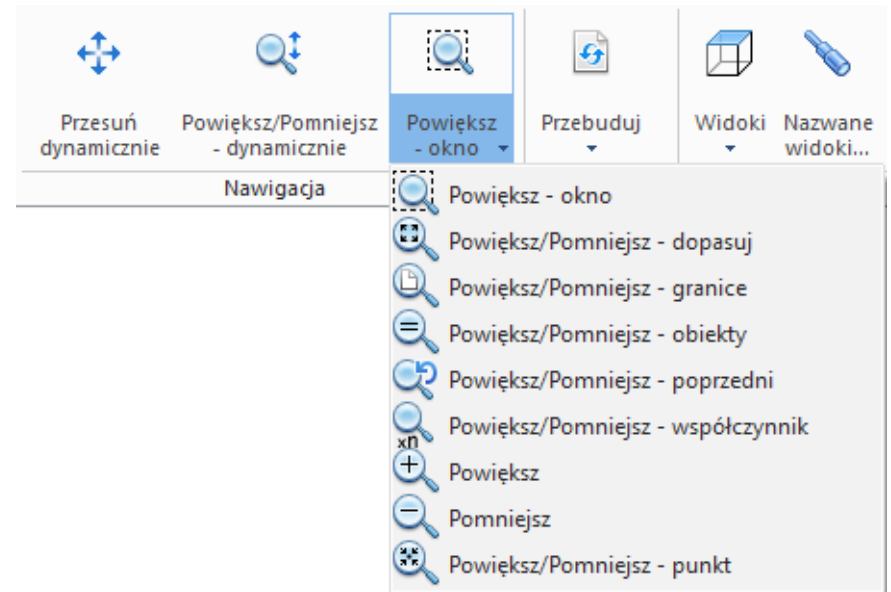 Przesuń
dynamicznie
Powiększ/Pomniejsz
- dynamicznie
Powiększ
- okno
Przebuduj
Widoki
Nazwane
widoki...
Nawigacja
Powiększ - okno
Powiększ/Pomniejsz - dopasuj
Powiększ/Pomniejsz - granice
Powiększ/Pomniejsz - obiekty
Powiększ/Pomniejsz - poprzedni
xn
Powiększ/Pomniejsz - współczynnik
Powiększ
Pomniejsz
Powiększ/Pomniejsz - punkt